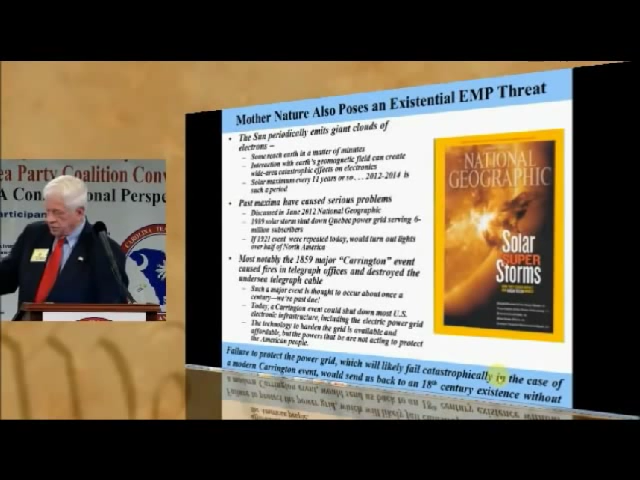 ea Party Coalition Conv
A Con onal Perspe
articipan
Mother Nature Also Poses an Existential EMP Threat
• The Sun periodically emits giant clouds of
electrons –
– Some reach earth in a matter of minutes
– Interaction with earth's geomagnetic field can create
wide-area catastrophic effects on electronics
– Solar maximum every 11 years or so . . . 2012-2014 is
such a period
• Past maxima have caused serious problems
– Discussed in June 2012 National Geographic
– 1989 solar storm shut down Quebec power grid serving 6-
million subscribers
– If 1921 event were repeated today, would turn out lights
over half of North America
• Most notably the 1859 major "Carrington" event
caused fires in telegraph offices and destroyed the
undersea telegraph cable
– Such a major event is thought to occur about once a
century—we're past due!
– Today, a Carrington event could shut down most U.S.
electronic infrastructure, including the electric power grid
– The technology to harden the grid is available and
affordable, but the powers that be are not acting to protect
the American people.
Failure to protect the power grid, which will likely fail catastrophically in the case of
a modern Carrington event, would send us back to an 18th century existence without
NATIONAL
GEOGRAPHIC
Solar
SUPER
Storms